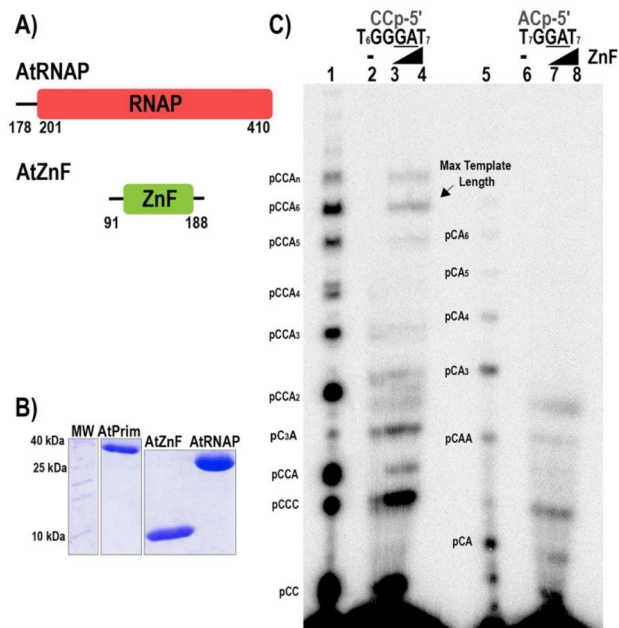 A)
AtRNAP
RNAP
178 201 410
AtZnF
ZnF
91 188
B)
MW AtPrim AtZnF AtRNAP
40 kDa
25 kDa
10 kDa
C)
CCp-5' ACp-5'
T₆GGGGAT₇ T₇GGAT₇
- - ZnF
1 2 3 4 5 6 7 8
pCCAₙ
Max Template
Length
pCCA₆
pCA₆
pCCA₅
pCA₅
pCCA₄
pCA₄
pCCA₃
pCA₃
pCCA₂
pC₃A
pCAA
pCCA
pCCC
pCA
pCC